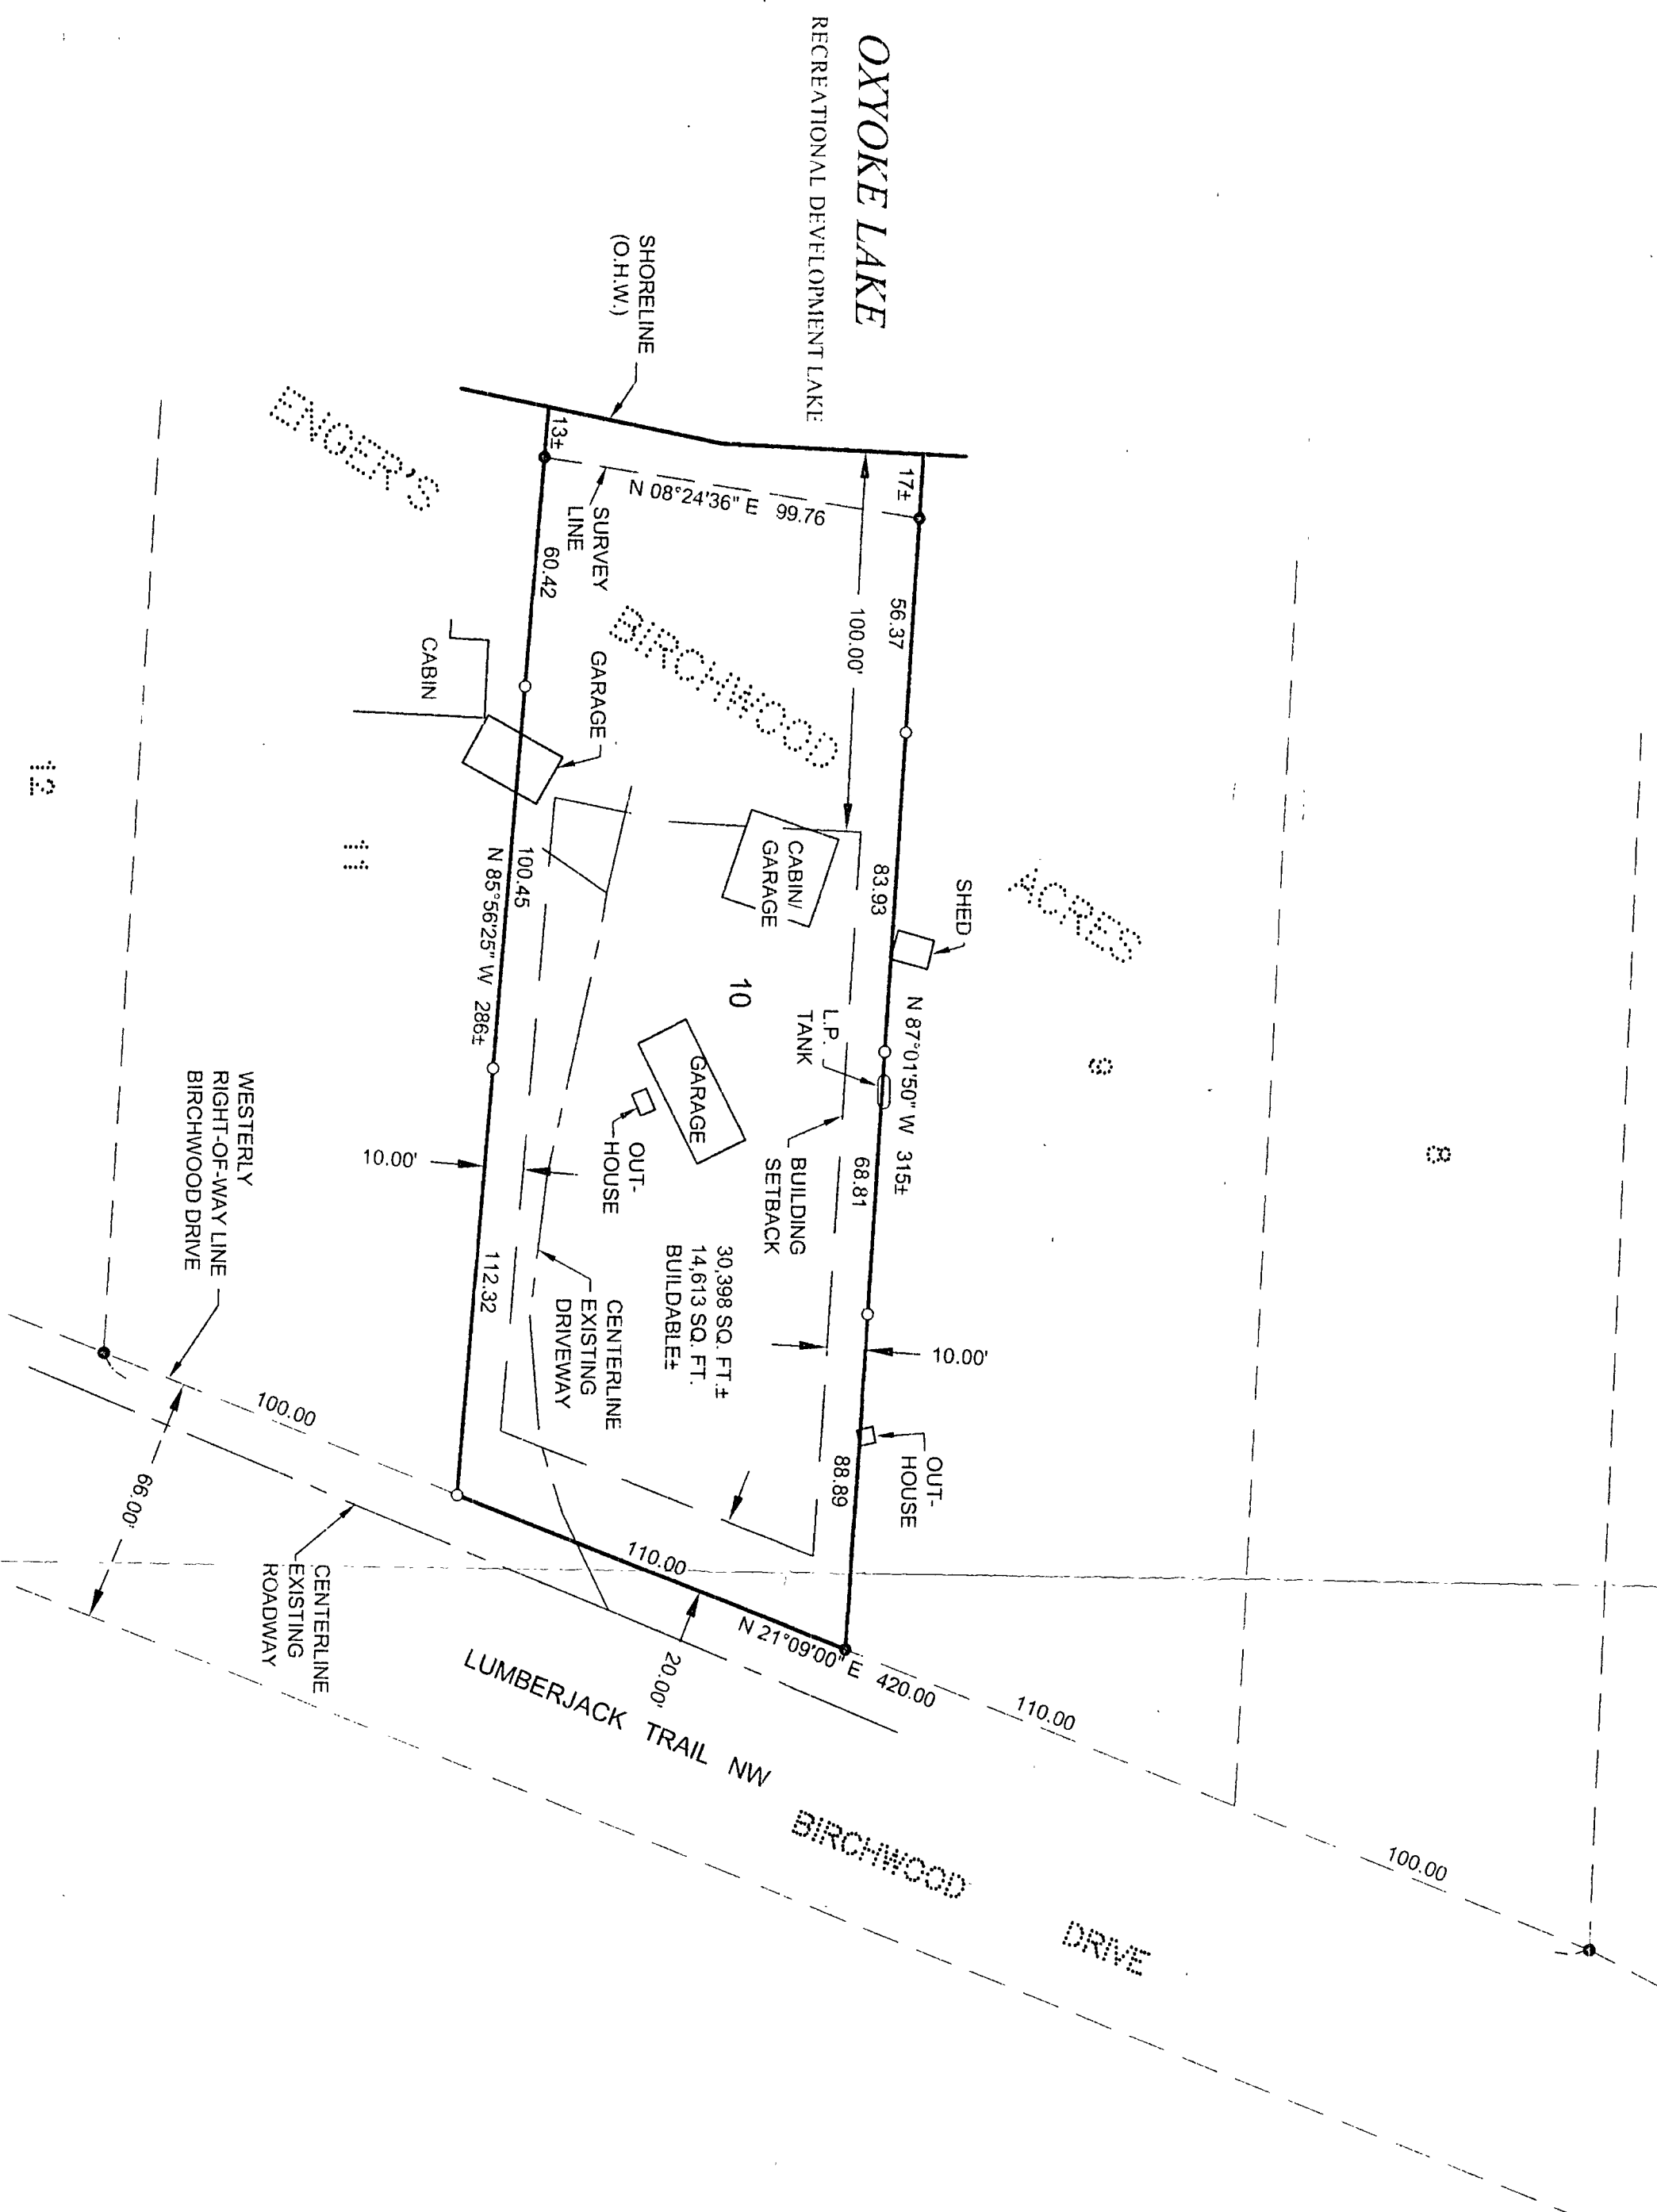 OXYOKE LAKE
RECREATIONAL DEVELOPMENT LAKE
SHORELINE
(O.H.W.)
ENGER'S
BIRCHWOOD
ACRES
13±
17±
N 08°24'36" E 99.76
SURVEY
LINE
60.42
56.37
100.00'
CABIN
GARAGE
CABIN/
GARAGE
83.93
SHED
12
11
10
9
8
100.45
N 85°56'25" W 286±
N 87°01'50" W 315±
L.P.
TANK
GARAGE
OUT-
HOUSE
BUILDING
SETBACK
68.81
10.00'
10.00'
30,398 SQ. FT.±
14,613 SQ. FT.
BUILDABLE±
112.32
CENTERLINE
EXISTING
DRIVEWAY
OUT-
HOUSE
88.89
WESTERLY
RIGHT-OF-WAY LINE
BIRCHWOOD DRIVE
100.00
66.00'
110.00
N 21°09'00" E 420.00
20.00'
110.00
100.00
CENTERLINE
EXISTING
ROADWAY
LUMBERJACK TRAIL NW
BIRCHWOOD DRIVE